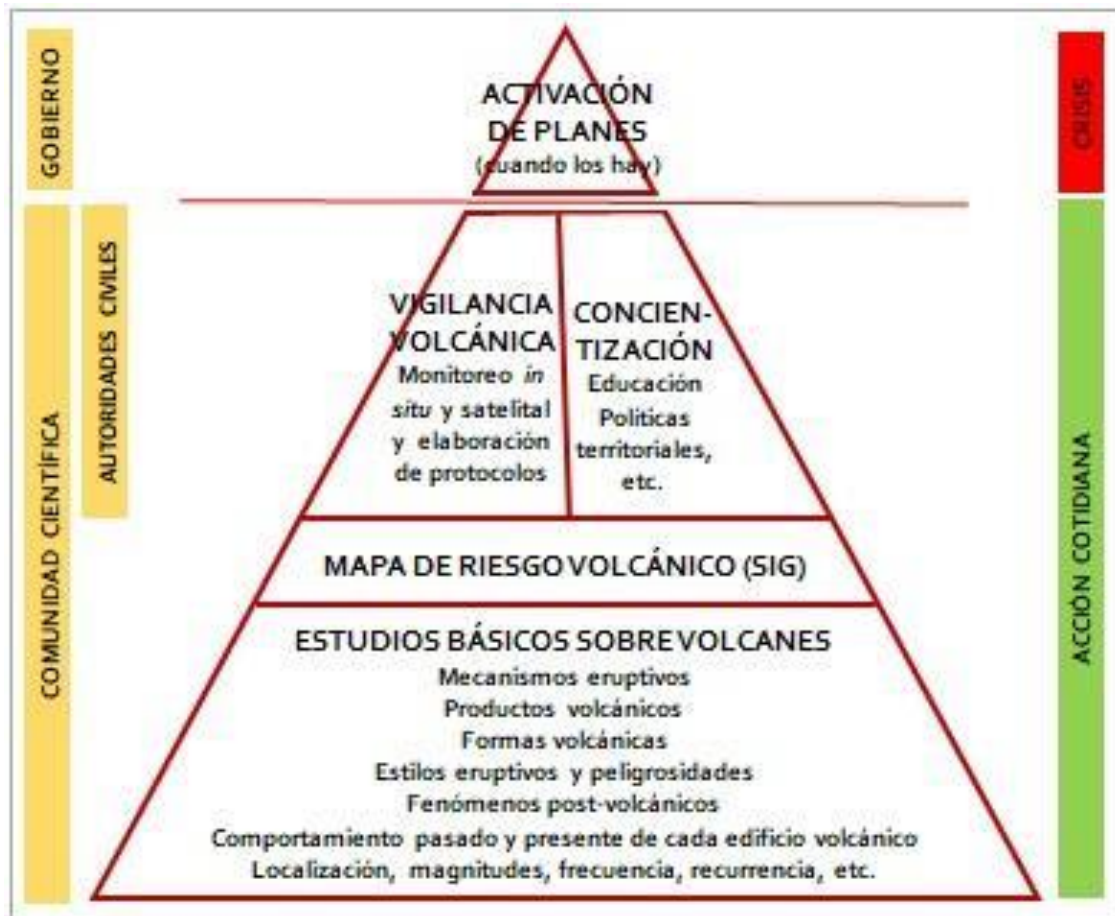 GOBIERNO
COMUNIDAD CIENTÍFICA
AUTORIDADES CIVILES
ACTIVACIÓN
DE PLANES
(cuando los hay)
VIGILANCIA
VOLCÁNICA
Monitoreo in
situ y satelital
y elaboración
de protocolos
CONCIEN-
TIZACIÓN
Educación
Políticas
territoriales,
etc.
MAPA DE RIESGO VOLCÁNICO (SIG)
ESTUDIOS BÁSICOS SOBRE VOLCANES
Mecanismos eruptivos
Productos volcánicos
Formas volcánicas
Estilos eruptivos y peligrosidades
Fenómenos post-volcánicos
Comportamiento pasado y presente de cada edificio volcánico
Localización, magnitudes, frecuencia, recurrencia, etc.
CRISIS
ACCIÓN COTIDIANA